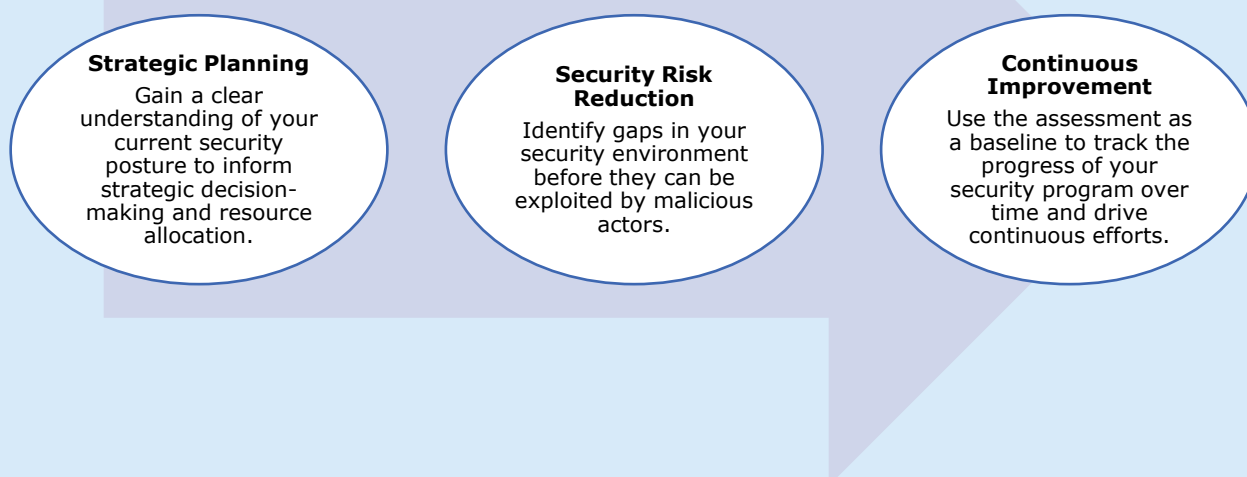 Strategic Planning
Gain a clear
understanding of your
current security
posture to inform
strategic decision-
making and resource
allocation.
Security Risk
Reduction
Identify gaps in your
security environment
before they can be
exploited by malicious
actors.
Continuous
Improvement
Use the assessment as
a baseline to track the
progress of your
security program over
time and drive
continuous efforts.